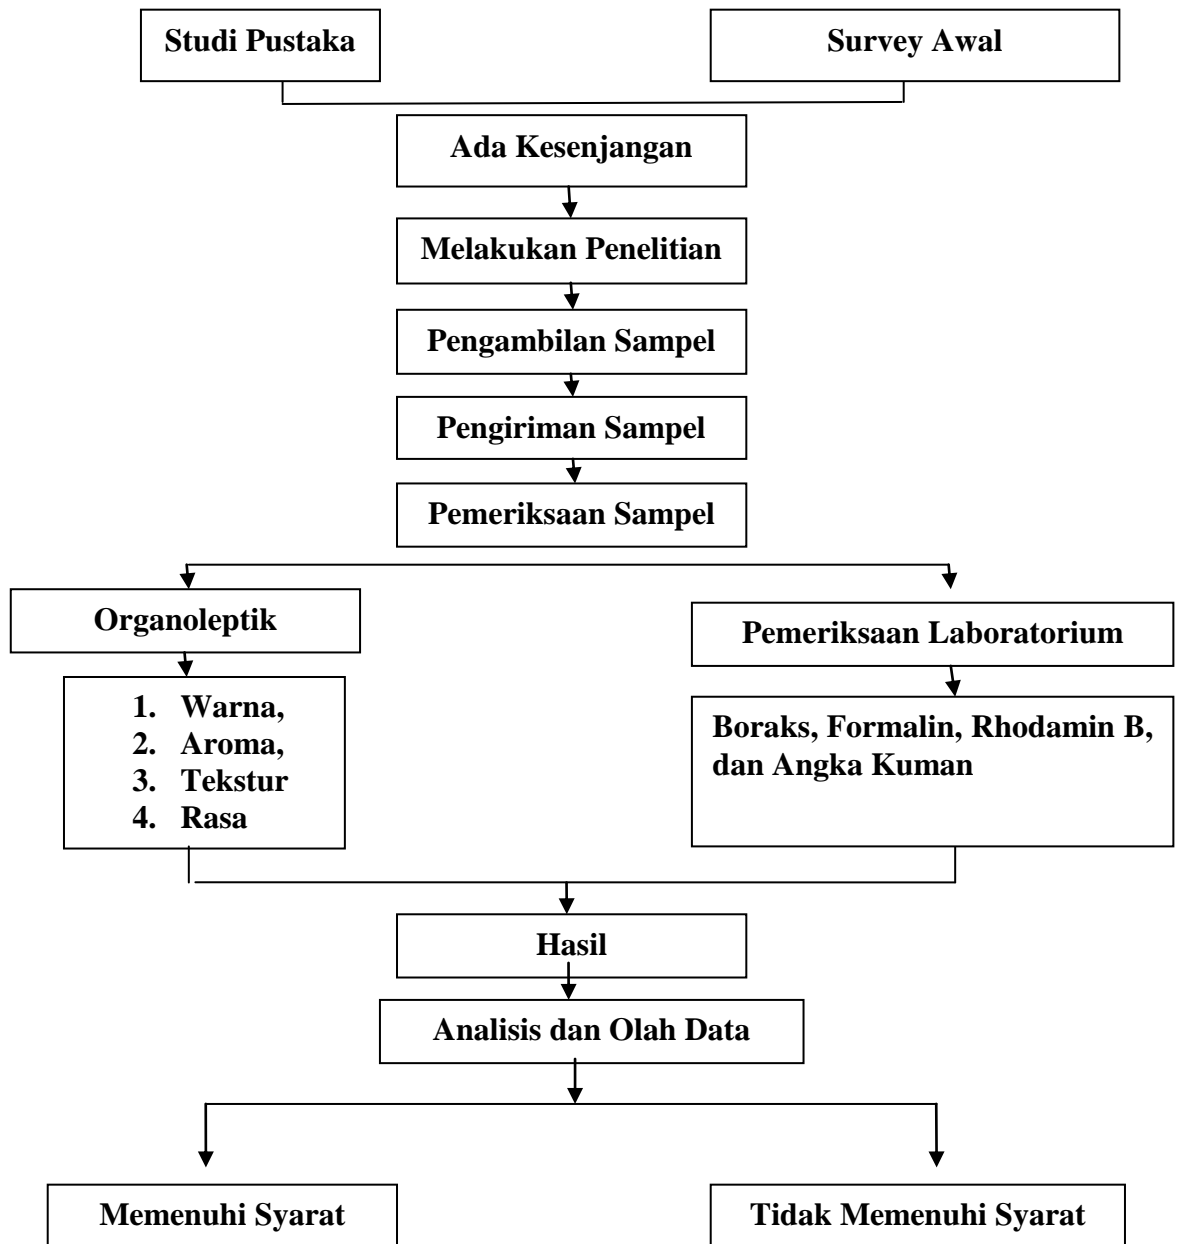 Studi Pustaka
Survey Awal
Ada Kesenjangan
Melakukan Penelitian
Pengambilan Sampel
Pengiriman Sampel
Pemeriksaan Sampel
Organoleptik
Pemeriksaan Laboratorium
1. Warna,
2. Aroma,
3. Tekstur
4. Rasa
Boraks, Formalin, Rhodamin B,
dan Angka Kuman
Hasil
Analisis dan Olah Data
Memenuhi Syarat
Tidak Memenuhi Syarat